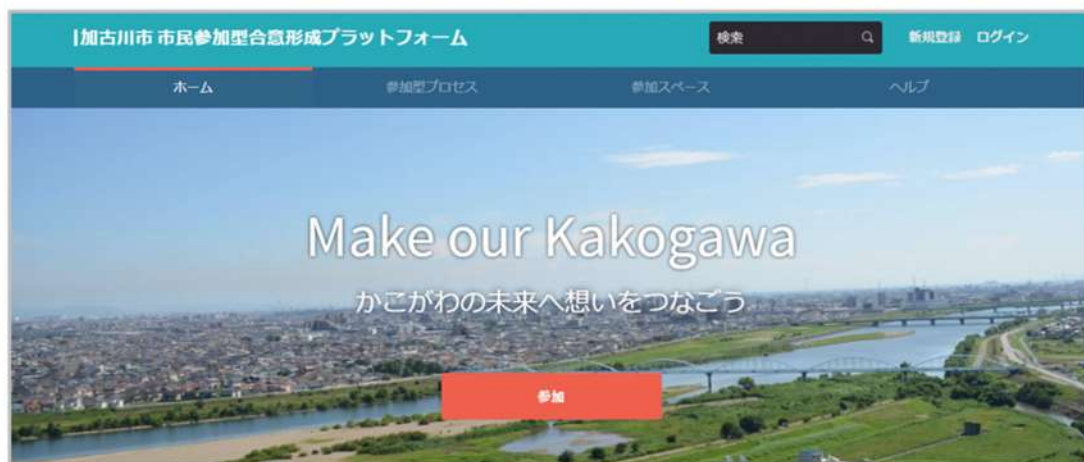 加古川市 市民参加型合意形成プラットフォーム
検索
新規登録 ログイン
ホーム 参加型プロセス 参加スペース ヘルプ
Make our Kakogawa
かこがわの未来へ想いをつなごう
参加